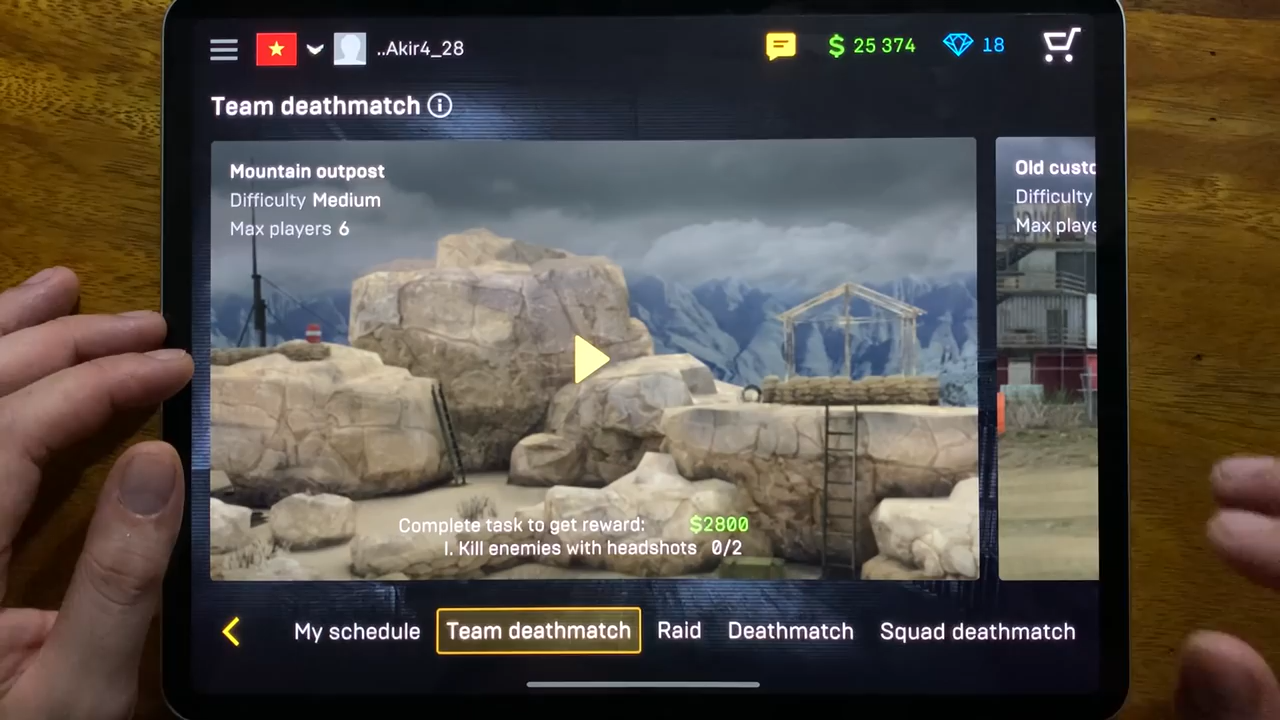 ..Akir4_28
$ 25 374
18
Team deathmatch
Mountain outpost
Difficulty Medium
Max players 6
Old custo
Difficulty
Max playe
Complete task to get reward: $2800
I. Kill enemies with headshots 0/2
My schedule
Team deathmatch
Raid
Deathmatch
Squad deathmatch